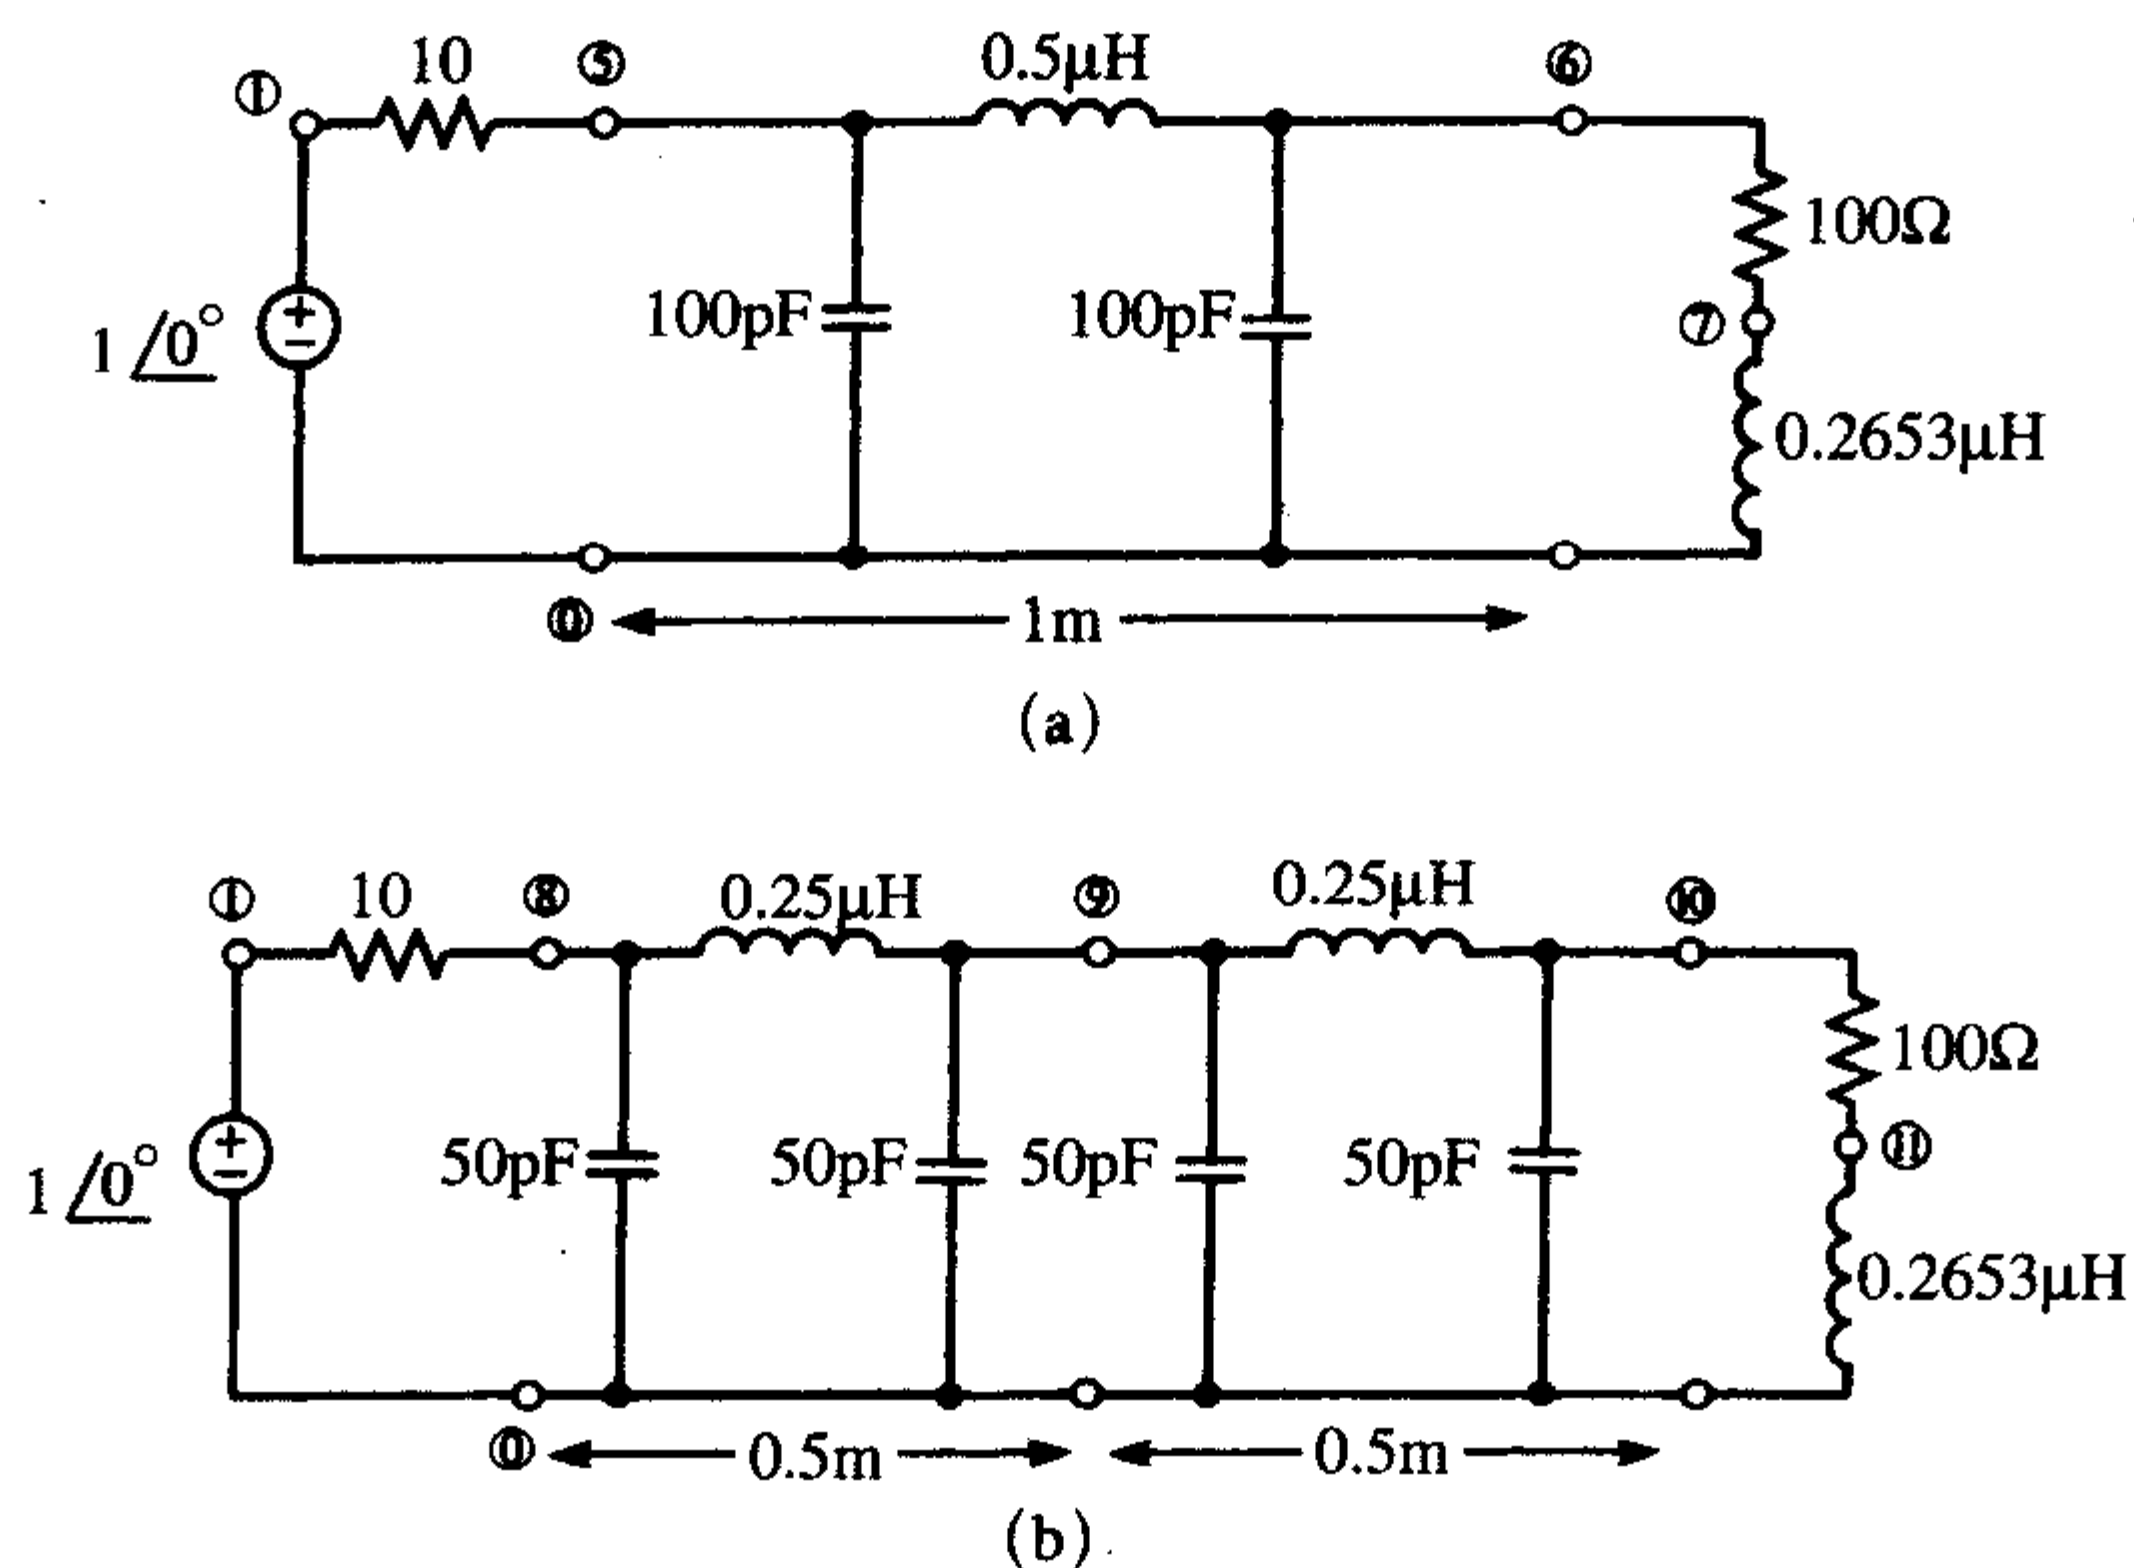 ① 10 ⑤ 0.5μH ⑥
100Ω
1 /0° + − 100pF 100pF ⑦
0.2653μH
⓪ 1m
(a)
① 10 ⑧ 0.25μH ⑨ 0.25μH ⑩
100Ω
1 /0° + − 50pF 50pF 50pF 50pF ⑪
0.2653μH
⓪ 0.5m 0.5m
(b)